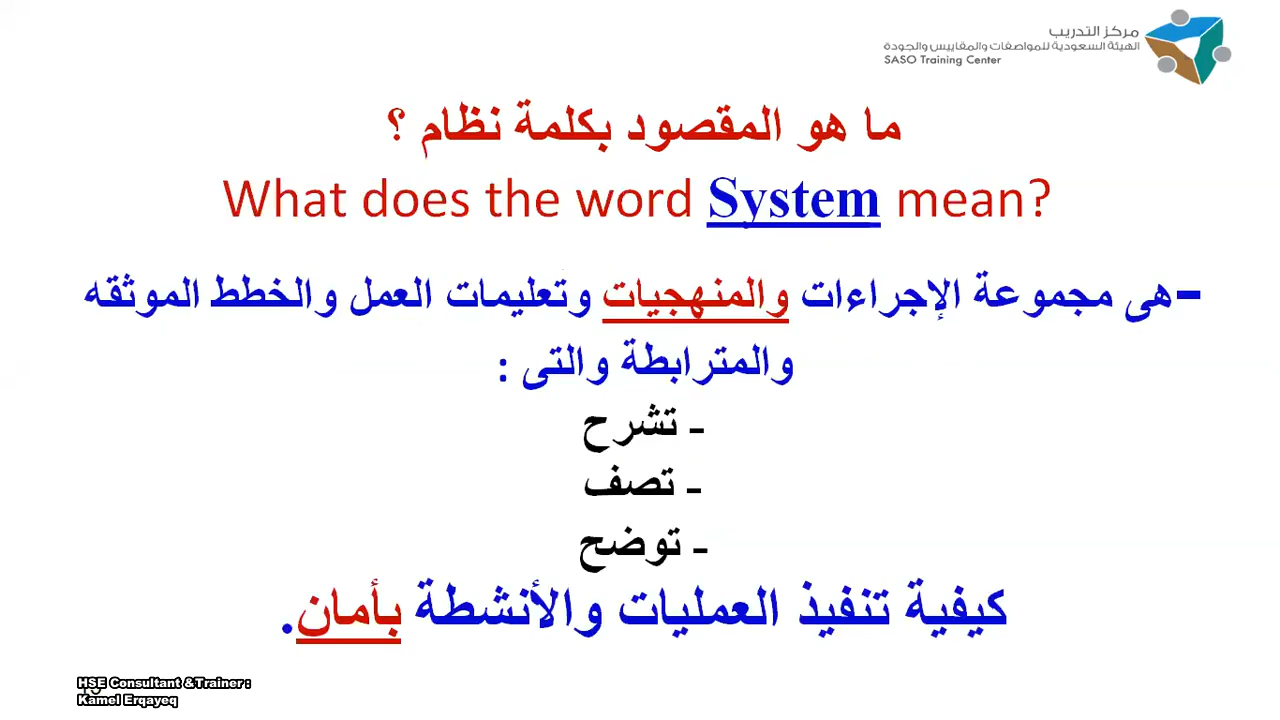 مركز التدريب
الهيئة السعودية للمواصفات والمقاييس والجودة
SASO Training Center
ما هو المقصود بكلمة نظام ؟
What does the word System mean?
-هى مجموعة الإجراءات والمنهجيات وتعليمات العمل والخطط الموثقه
والمترابطة والتى :
- تشرح
- تصف
- توضح
كيفية تنفيذ العمليات والأنشطة بأمان.
HSE Consultant &Trainer:
Kamel Erqayeq